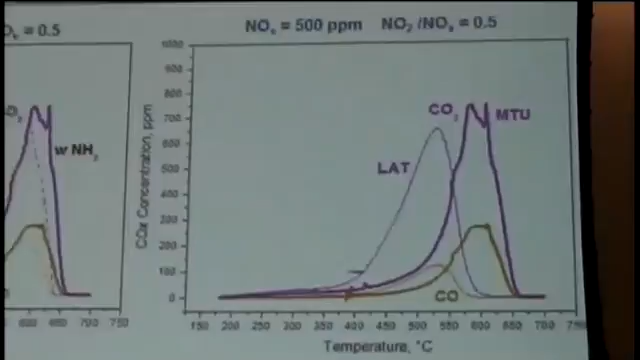 = 0.5
NOx = 500 ppm NO2 /NOx = 0.5
w NH3
600 650 700 750
COx Concentration, ppm
1000
900
800
700
600
500
400
300
200
100
0
CO2
MTU
LAT
CO
150 200 250 300 350 400 450 500 550 600 650 700 750
Temperature, °C